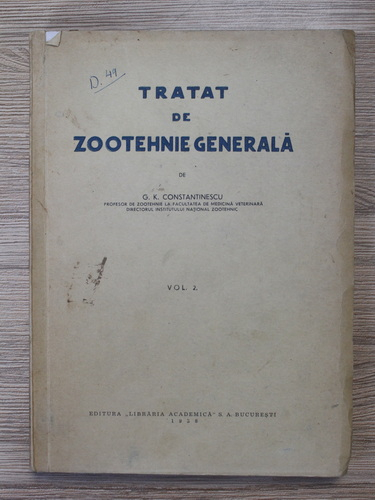 D. 49
TRATAT
DE
ZOOTEHNIE GENERALĂ
DE
G. K. CONSTANTINESCU
PROFESOR DE ZOOTEHNIE LA FACULTATEA DE MEDICINĂ VETERINARĂ
DIRECTORUL INSTITUTULUI NAȚIONAL ZOOTEHNIC
VOL. 2.
EDITURA „LIBRĂRIA ACADEMICĂ" S. A. BUCUREȘTI
1939